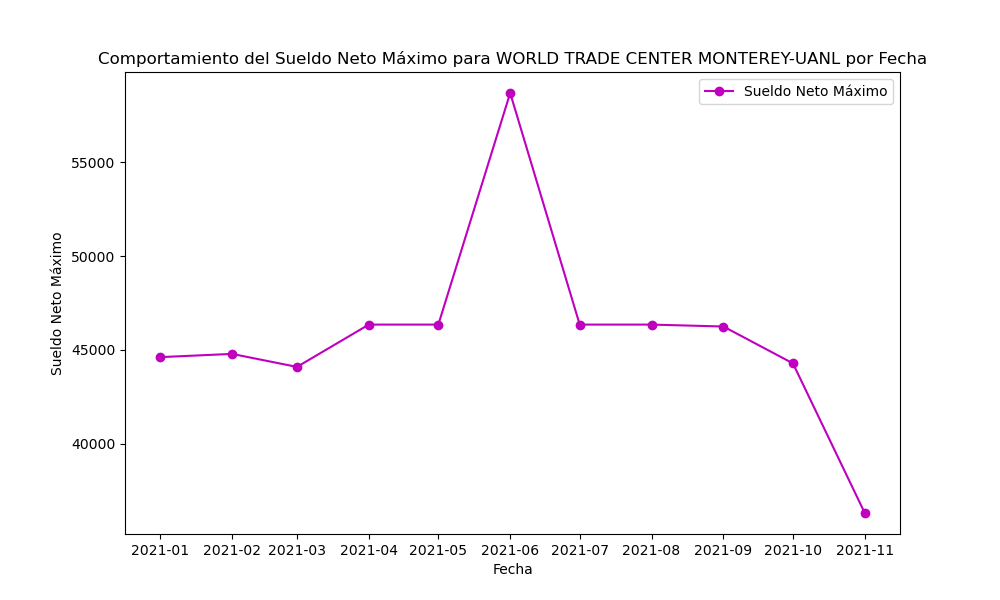 Comportamiento del Sueldo Neto Máximo para WORLD TRADE CENTER MONTEREY-UANL por Fecha
Sueldo Neto Máximo
55000
50000
45000
40000
Sueldo Neto Máximo
2021-01 2021-02 2021-03 2021-04 2021-05 2021-06 2021-07 2021-08 2021-09 2021-10 2021-11
Fecha